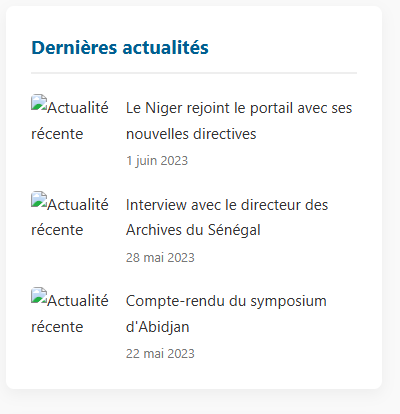 Dernières actualités
Actualité
récente
Le Niger rejoint le portail avec ses
nouvelles directives
1 juin 2023
Actualité
récente
Interview avec le directeur des
Archives du Sénégal
28 mai 2023
Actualité
récente
Compte-rendu du symposium
d'Abidjan
22 mai 2023